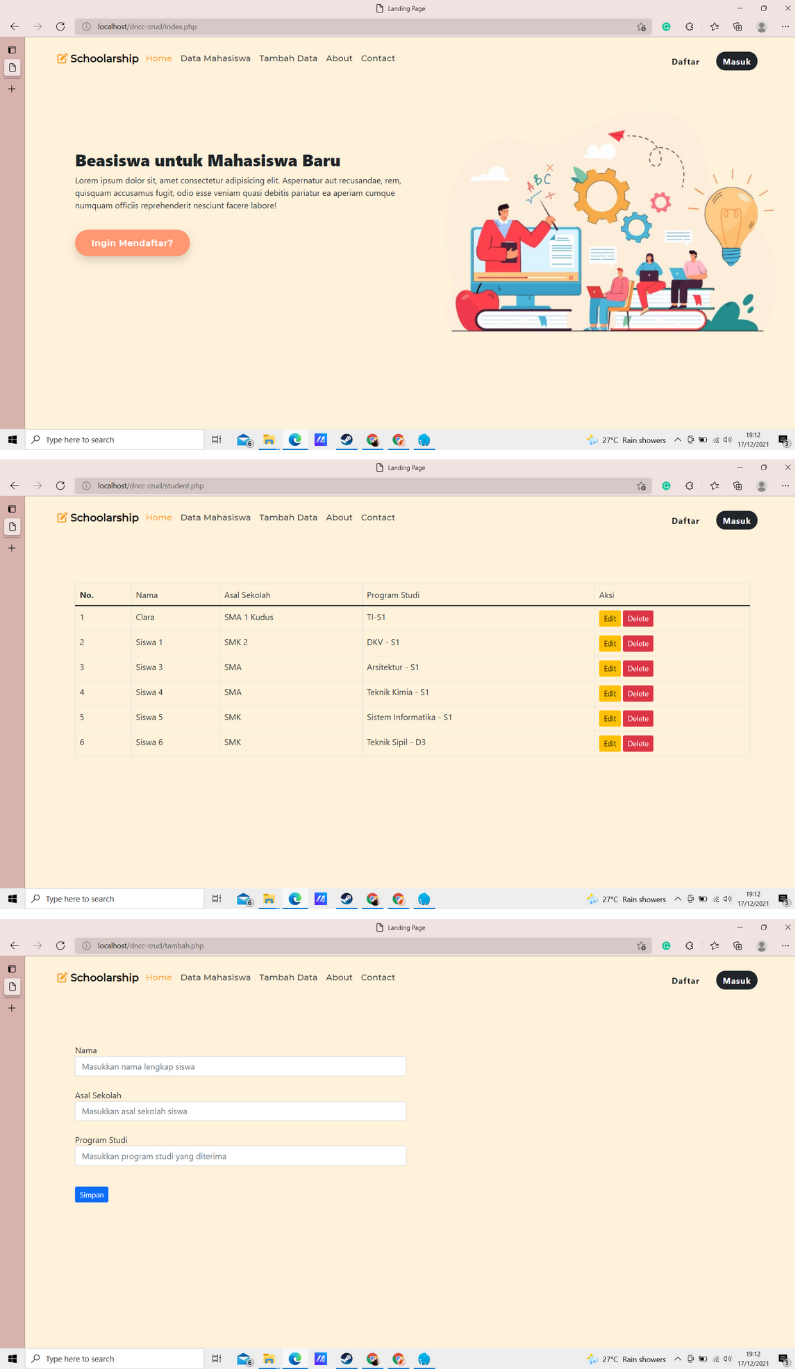 Landing Page
localhost/dncc-crud/index.php
Schoolarship Home Data Mahasiswa Tambah Data About Contact Daftar Masuk
Beasiswa untuk Mahasiswa Baru
Lorem ipsum dolor sit, amet consectetur adipisicing elit. Aspernatur aut recusandae, rem,
quisquam accusamus fugit, odio esse veniam quasi debitis pariatur ea aperiam cumque
numquam officiis reprehenderit nesciunt facere labore!
Ingin Mendaftar?
ABC
Type here to search
6
27°C Rain showers
19:12
17/12/2021
3
Landing Page
localhost/dncc-crud/student.php
Schoolarship Home Data Mahasiswa Tambah Data About Contact Daftar Masuk
No. Nama Asal Sekolah Program Studi Aksi
1 Clara SMA 1 Kudus TI-S1 Edit Delete
2 Siswa 1 SMK 2 DKV - S1 Edit Delete
3 Siswa 3 SMA Arsitektur - S1 Edit Delete
4 Siswa 4 SMA Teknik Kimia - S1 Edit Delete
5 Siswa 5 SMK Sistem Informatika - S1 Edit Delete
6 Siswa 6 SMK Teknik Sipil - D3 Edit Delete
Type here to search
6
27°C Rain showers
19:12
17/12/2021
3
Landing Page
localhost/dncc-crud/tambah.php
Schoolarship Home Data Mahasiswa Tambah Data About Contact Daftar Masuk
Nama
Masukkan nama lengkap siswa
Asal Sekolah
Masukkan asal sekolah siswa
Program Studi
Masukkan program studi yang diterima
Simpan
Type here to search
6
27°C Rain showers
19:12
17/12/2021
3